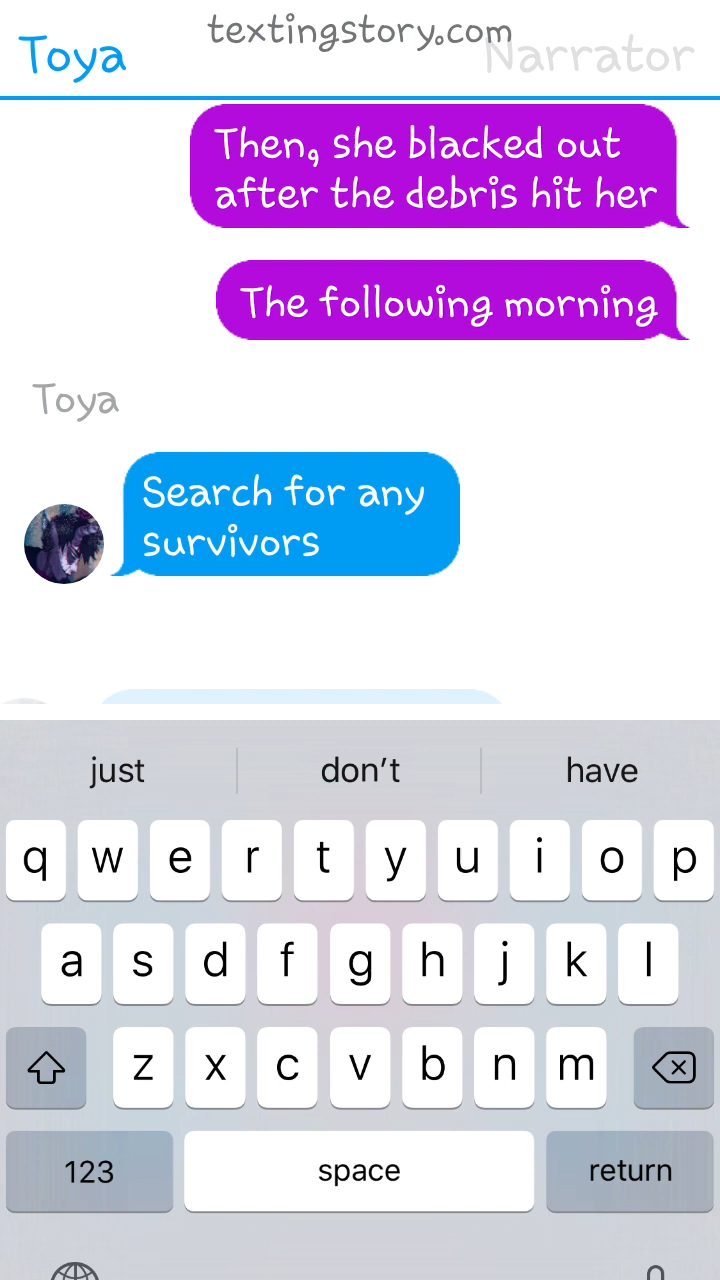 textingstory.com
Toya
Narrator
Then, she blacked out
after the debris hit her
The following morning
Toya
Search for any
survivors
just don't have
q w e r t y u i o p
a s d f g h j k l
z x c v b n m
123 space return